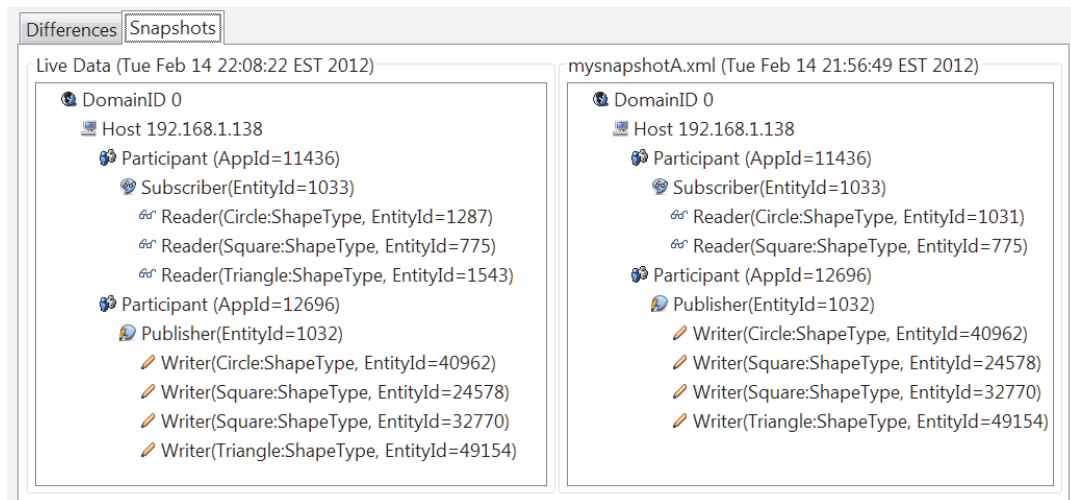 Differences Snapshots
Live Data (Tue Feb 14 22:08:22 EST 2012)
DomainID 0
Host 192.168.1.138
Participant (AppId=11436)
Subscriber(EntityId=1033)
Reader(Circle:ShapeType, EntityId=1287)
Reader(Square:ShapeType, EntityId=775)
Reader(Triangle:ShapeType, EntityId=1543)
Participant (AppId=12696)
Publisher(EntityId=1032)
Writer(Circle:ShapeType, EntityId=40962)
Writer(Square:ShapeType, EntityId=24578)
Writer(Square:ShapeType, EntityId=32770)
Writer(Triangle:ShapeType, EntityId=49154)
mysnapshotA.xml (Tue Feb 14 21:56:49 EST 2012)
DomainID 0
Host 192.168.1.138
Participant (AppId=11436)
Subscriber(EntityId=1033)
Reader(Circle:ShapeType, EntityId=1031)
Reader(Square:ShapeType, EntityId=775)
Participant (AppId=12696)
Publisher(EntityId=1032)
Writer(Circle:ShapeType, EntityId=40962)
Writer(Square:ShapeType, EntityId=24578)
Writer(Square:ShapeType, EntityId=32770)
Writer(Triangle:ShapeType, EntityId=49154)